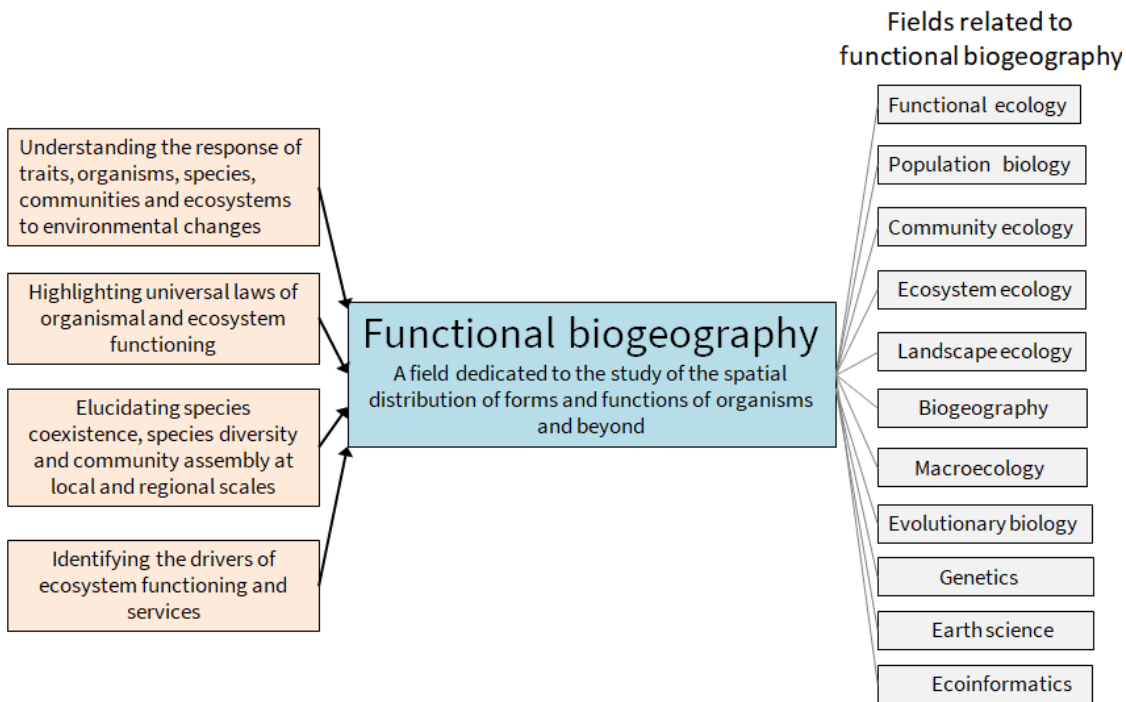 Fields related to
functional biogeography
Understanding the response of
traits, organisms, species,
communities and ecosystems
to environmental changes
Highlighting universal laws of
organismal and ecosystem
functioning
Elucidating species
coexistence, species diversity
and community assembly at
local and regional scales
Identifying the drivers of
ecosystem functioning and
services
Functional biogeography
A field dedicated to the study of the spatial
distribution of forms and functions of organisms
and beyond
Functional ecology
Population biology
Community ecology
Ecosystem ecology
Landscape ecology
Biogeography
Macroecology
Evolutionary biology
Genetics
Earth science
Ecoinformatics